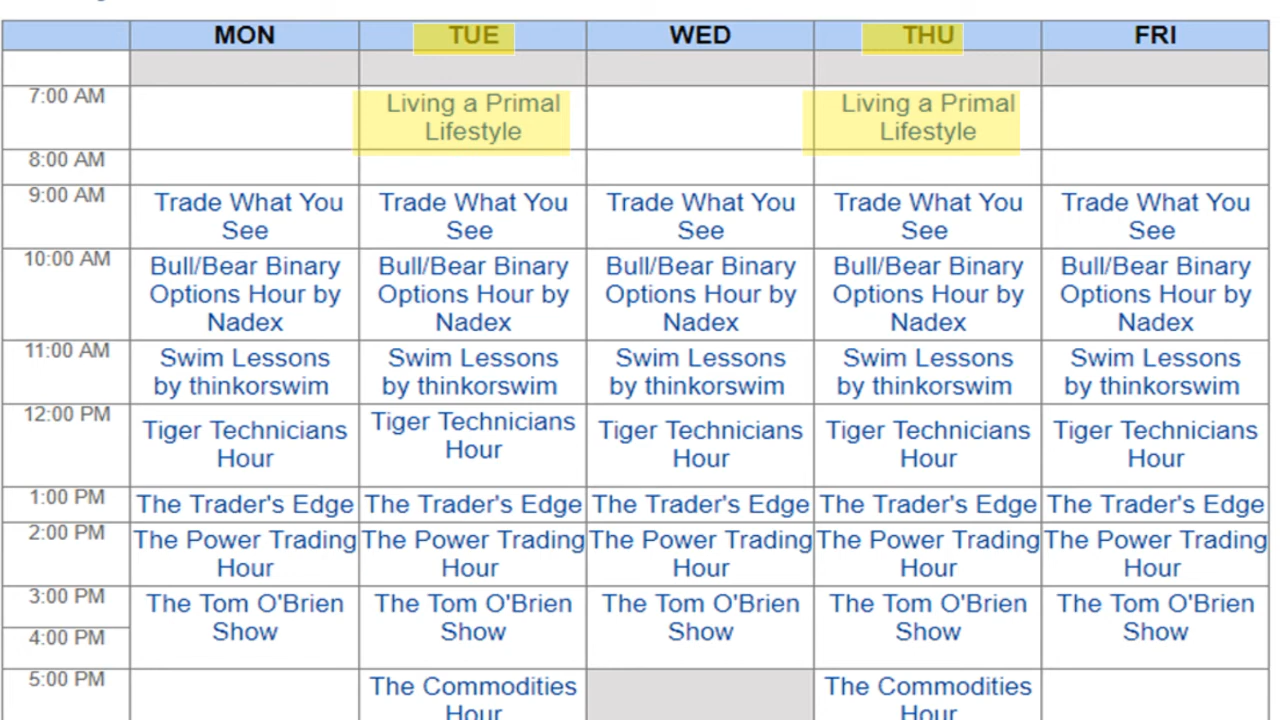 MON TUE WED THU FRI
7:00 AM
Living a Primal Living a Primal
Lifestyle Lifestyle
8:00 AM
9:00 AM
Trade What You Trade What You Trade What You Trade What You Trade What You
See See See See See
10:00 AM
Bull/Bear Binary Bull/Bear Binary Bull/Bear Binary Bull/Bear Binary Bull/Bear Binary
Options Hour by Options Hour by Options Hour by Options Hour by Options Hour by
Nadex Nadex Nadex Nadex Nadex
11:00 AM
Swim Lessons Swim Lessons Swim Lessons Swim Lessons Swim Lessons
by thinkorswim by thinkorswim by thinkorswim by thinkorswim by thinkorswim
12:00 PM
Tiger Technicians Tiger Technicians Tiger Technicians Tiger Technicians Tiger Technicians
Hour Hour Hour Hour Hour
1:00 PM
The Trader's Edge The Trader's Edge The Trader's Edge The Trader's Edge The Trader's Edge
2:00 PM
The Power Trading The Power Trading The Power Trading The Power Trading The Power Trading
Hour Hour Hour Hour Hour
3:00 PM
The Tom O'Brien The Tom O'Brien The Tom O'Brien The Tom O'Brien The Tom O'Brien
Show Show Show Show Show
4:00 PM
5:00 PM
The Commodities The Commodities
Hour Hour